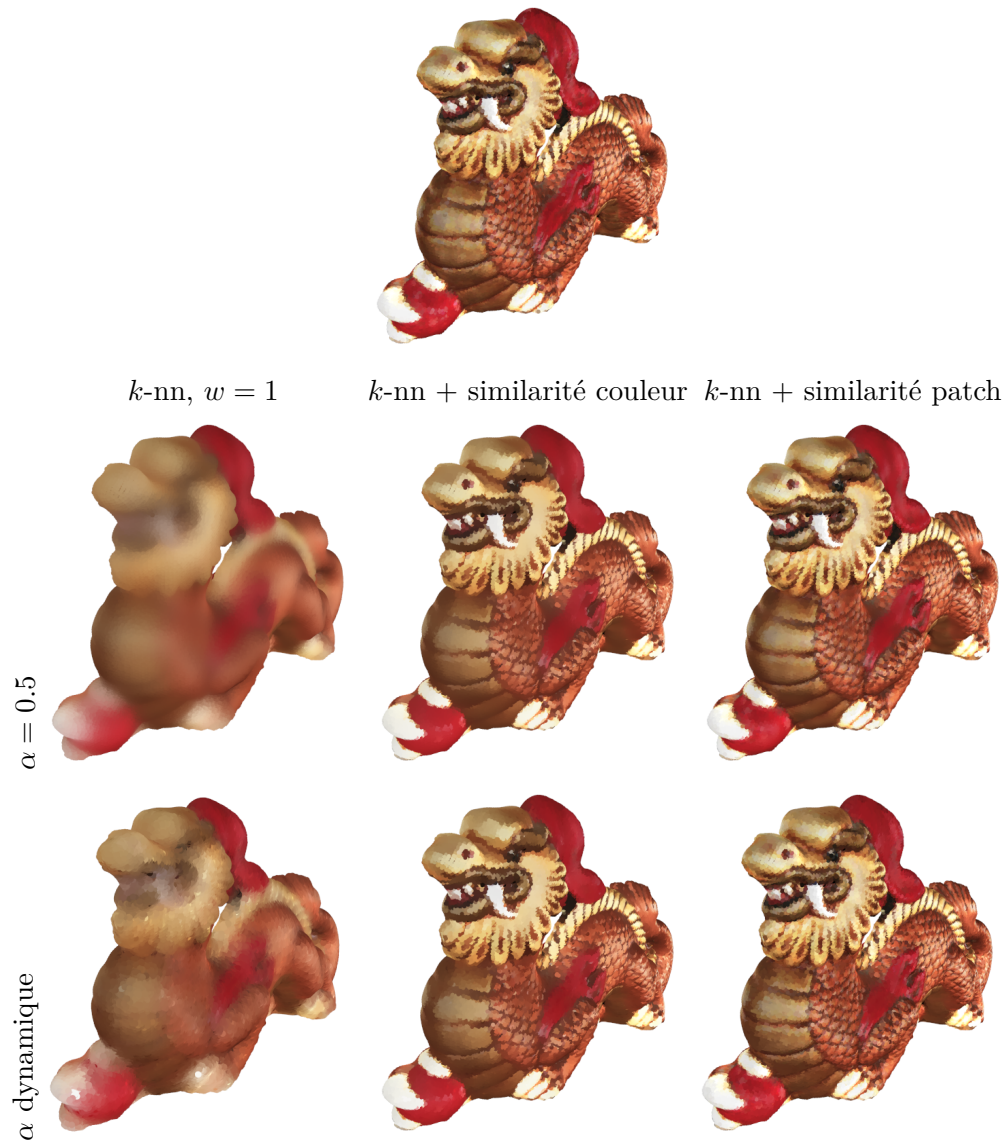 k-nn, w = 1
k-nn + similarité couleur
k-nn + similarité patch
α = 0.5
α dynamique